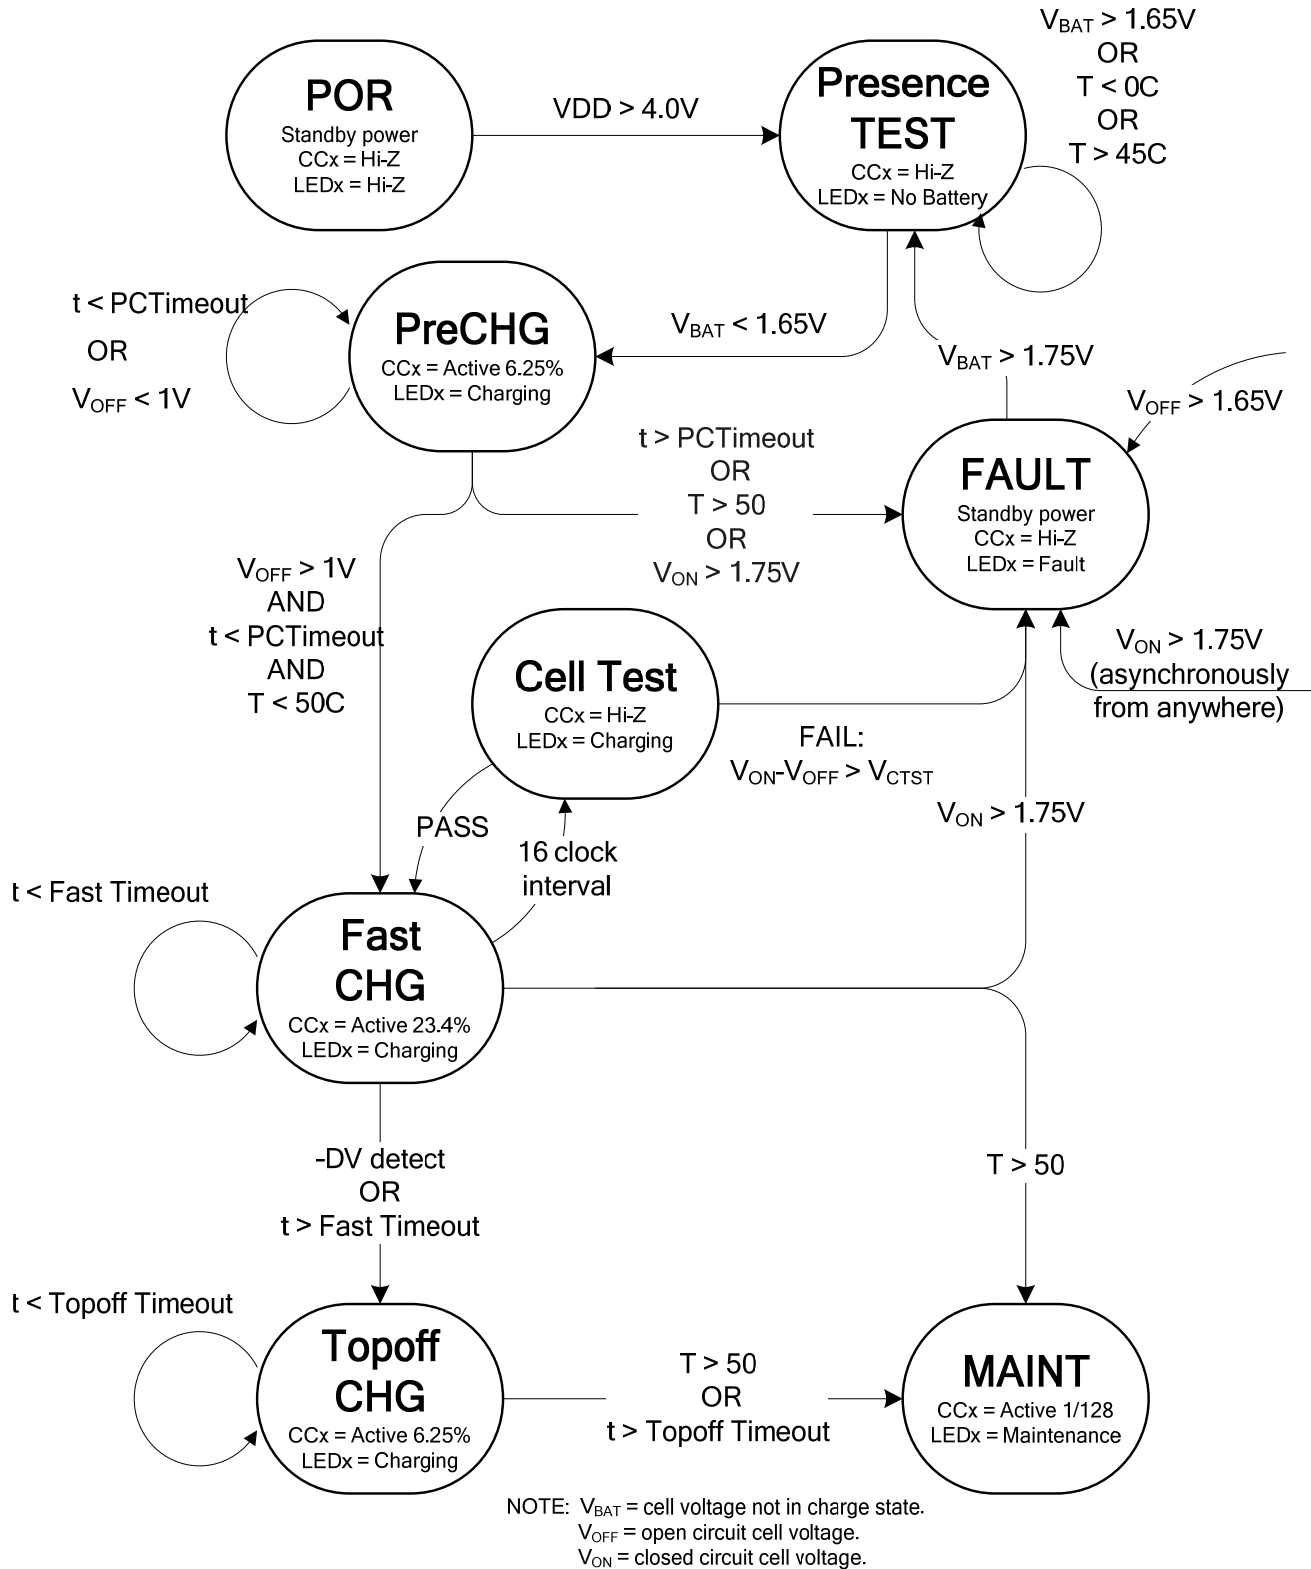 POR
Standby power
CCx = Hi-Z
LEDx = Hi-Z
VDD > 4.0V
Presence
TEST
CCx = Hi-Z
LEDx = No Battery
VBAT > 1.65V
OR
T < 0C
OR
T > 45C
t < PCTimeout
OR
VOFF < 1V
PreCHG
CCx = Active 6.25%
LEDx = Charging
VBAT < 1.65V
VBAT > 1.75V
VOFF > 1.65V
t > PCTimeout
OR
T > 50
OR
VON > 1.75V
FAULT
Standby power
CCx = Hi-Z
LEDx = Fault
VOFF > 1V
AND
t < PCTimeout
AND
T < 50C
Cell Test
CCx = Hi-Z
LEDx = Charging
FAIL:
VON-VOFF > VCTST
VON > 1.75V
(asynchronously
from anywhere)
VON > 1.75V
PASS
16 clock
interval
t < Fast Timeout
Fast
CHG
CCx = Active 23.4%
LEDx = Charging
-DV detect
OR
t > Fast Timeout
T > 50
t < Topoff Timeout
Topoff
CHG
CCx = Active 6.25%
LEDx = Charging
T > 50
OR
t > Topoff Timeout
MAINT
CCx = Active 1/128
LEDx = Maintenance
NOTE: VBAT = cell voltage not in charge state.
VOFF = open circuit cell voltage.
VON = closed circuit cell voltage.